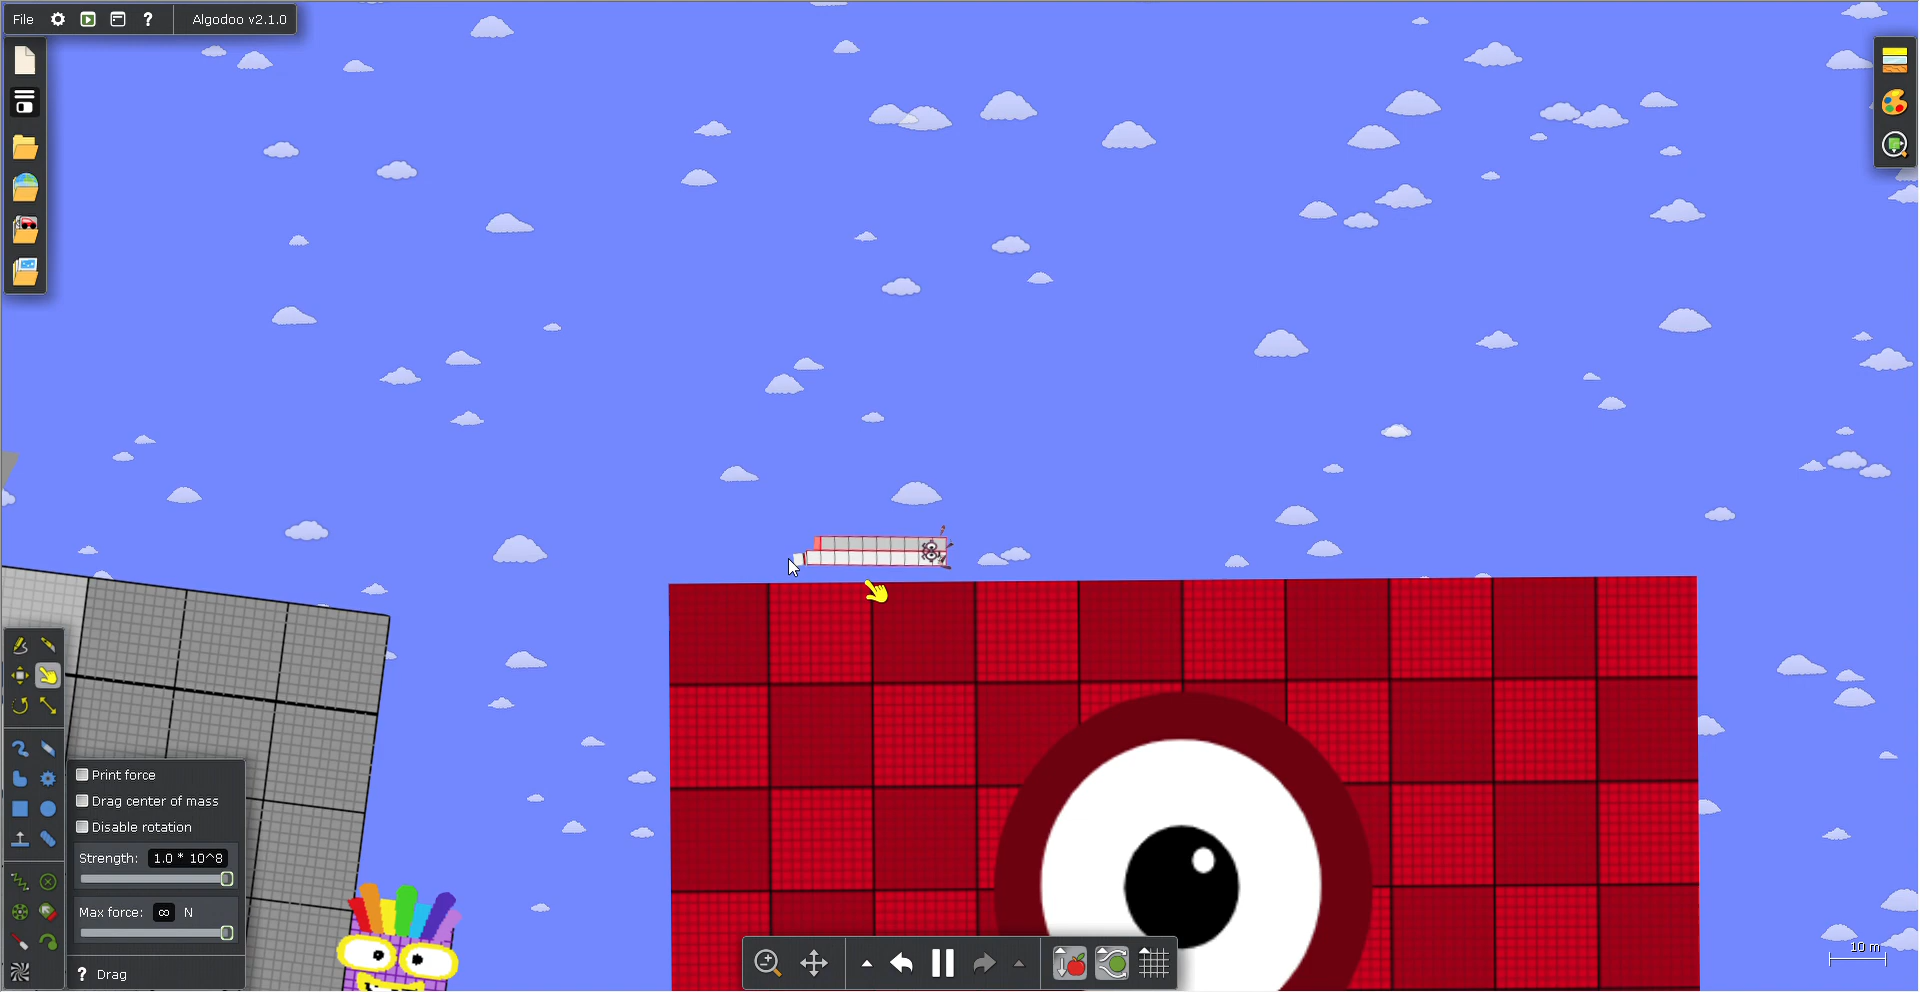 File ? Algodoo v2.1.0
Print force
Drag center of mass
Disable rotation
Strength: 1.0 * 10^8
Max force: ∞ N
? Drag
10 m